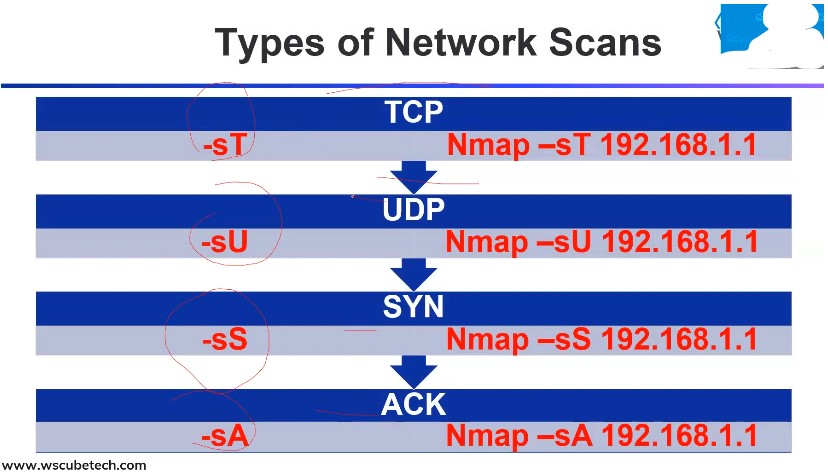 Types of Network Scans
TCP
-sT Nmap –sT 192.168.1.1
UDP
-sU Nmap –sU 192.168.1.1
SYN
-sS Nmap –sS 192.168.1.1
ACK
-sA Nmap –sA 192.168.1.1
www.wscubetech.com